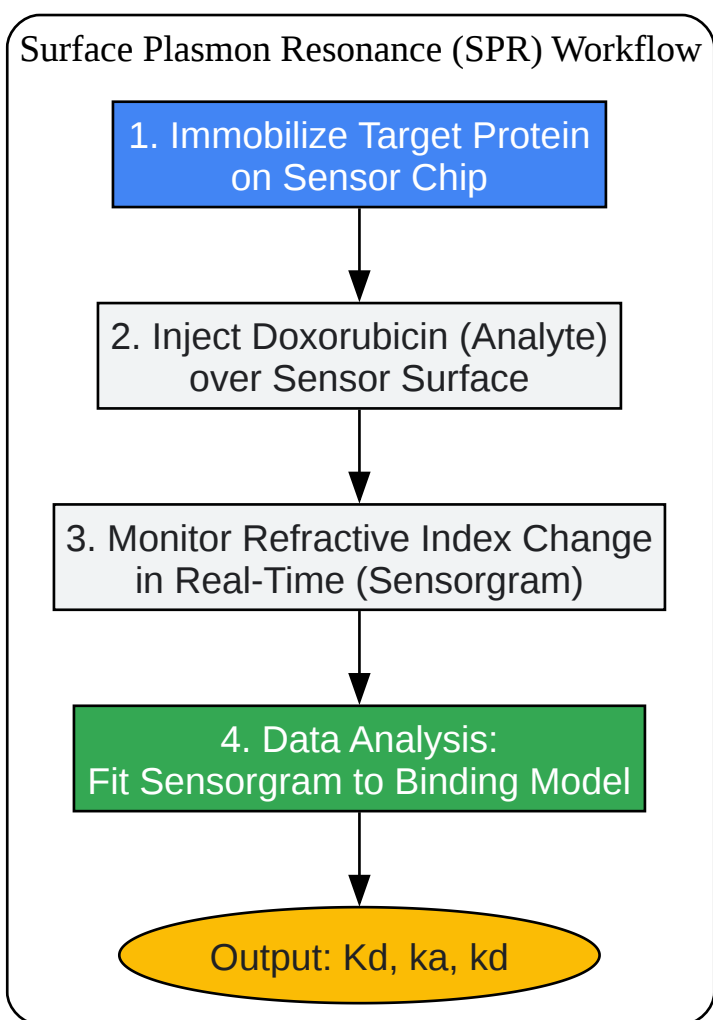 Surface Plasmon Resonance (SPR) Workflow
1. Immobilize Target Protein
on Sensor Chip
2. Inject Doxorubicin (Analyte)
over Sensor Surface
3. Monitor Refractive Index Change
in Real-Time (Sensorgram)
4. Data Analysis:
Fit Sensorgram to Binding Model
Output: Kd, ka, kd